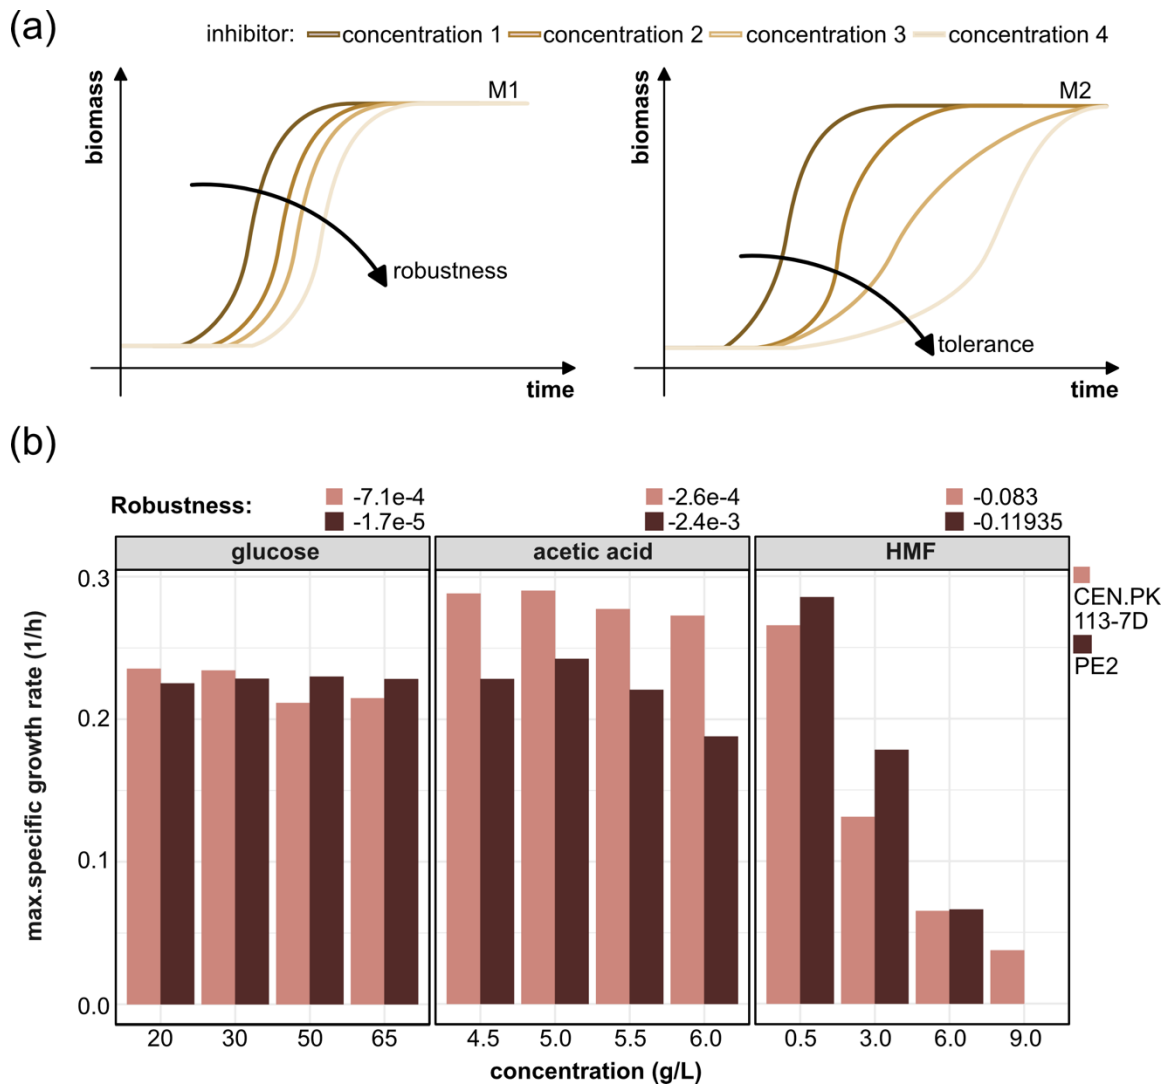 (a)
inhibitor: concentration 1 concentration 2 concentration 3 concentration 4
biomass
M1
robustness
time
biomass
M2
tolerance
time
(b)
Robustness:
-7.1e-4
-1.7e-5
-2.6e-4
-2.4e-3
-0.083
-0.11935
glucose
acetic acid
HMF
max.specific growth rate (1/h)
0.3
0.2
0.1
0.0
20 30 50 65
4.5 5.0 5.5 6.0
0.5 3.0 6.0 9.0
concentration (g/L)
CEN.PK
113-7D
PE2